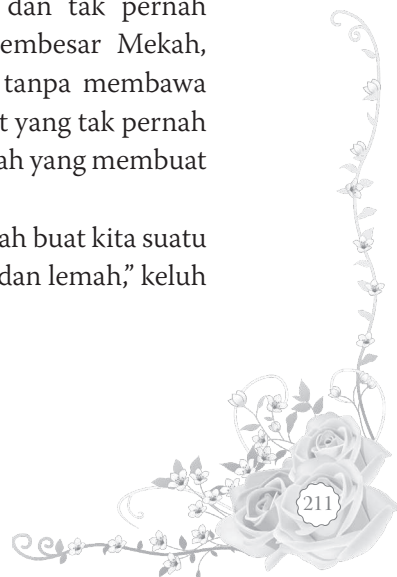 dan tak pernah
embesar Mekah,
tanpa membawa
t yang tak pernah
ah yang membuat
ah buat kita suatu
dan lemah,” keluh
211